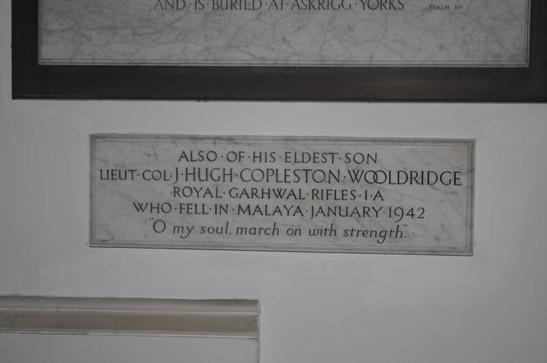 AND·IS·BURIED·AT·ASKRIGG·YORKS
PSALM XV
ALSO·OF·HIS·ELDEST·SON
LIEUT-COL·J·HUGH·COPLESTON·WOOLDRIDGE
ROYAL·GARHWAL·RIFLES·I·A
WHO·FELL·IN·MALAYA·JANUARY·1942
"O my soul, march on with strength."